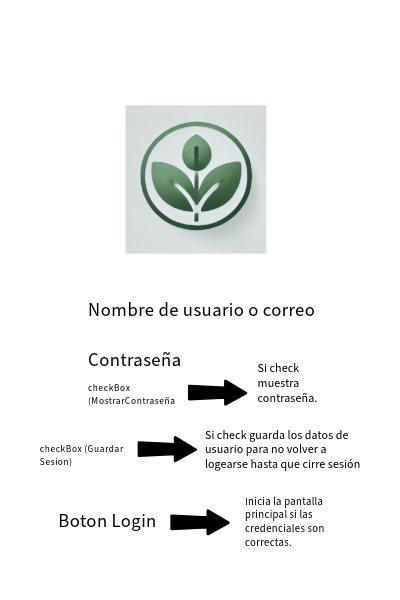 Nombre de usuario o correo
Contraseña
Si check
muestra
contraseña.
checkBox
(MostrarContraseña
checkBox (Guardar
Sesion)
Si check guarda los datos de
usuario para no volver a
logearse hasta que cirre sesión
Boton Login
Inicia la pantalla
principal si las
credenciales son
correctas.